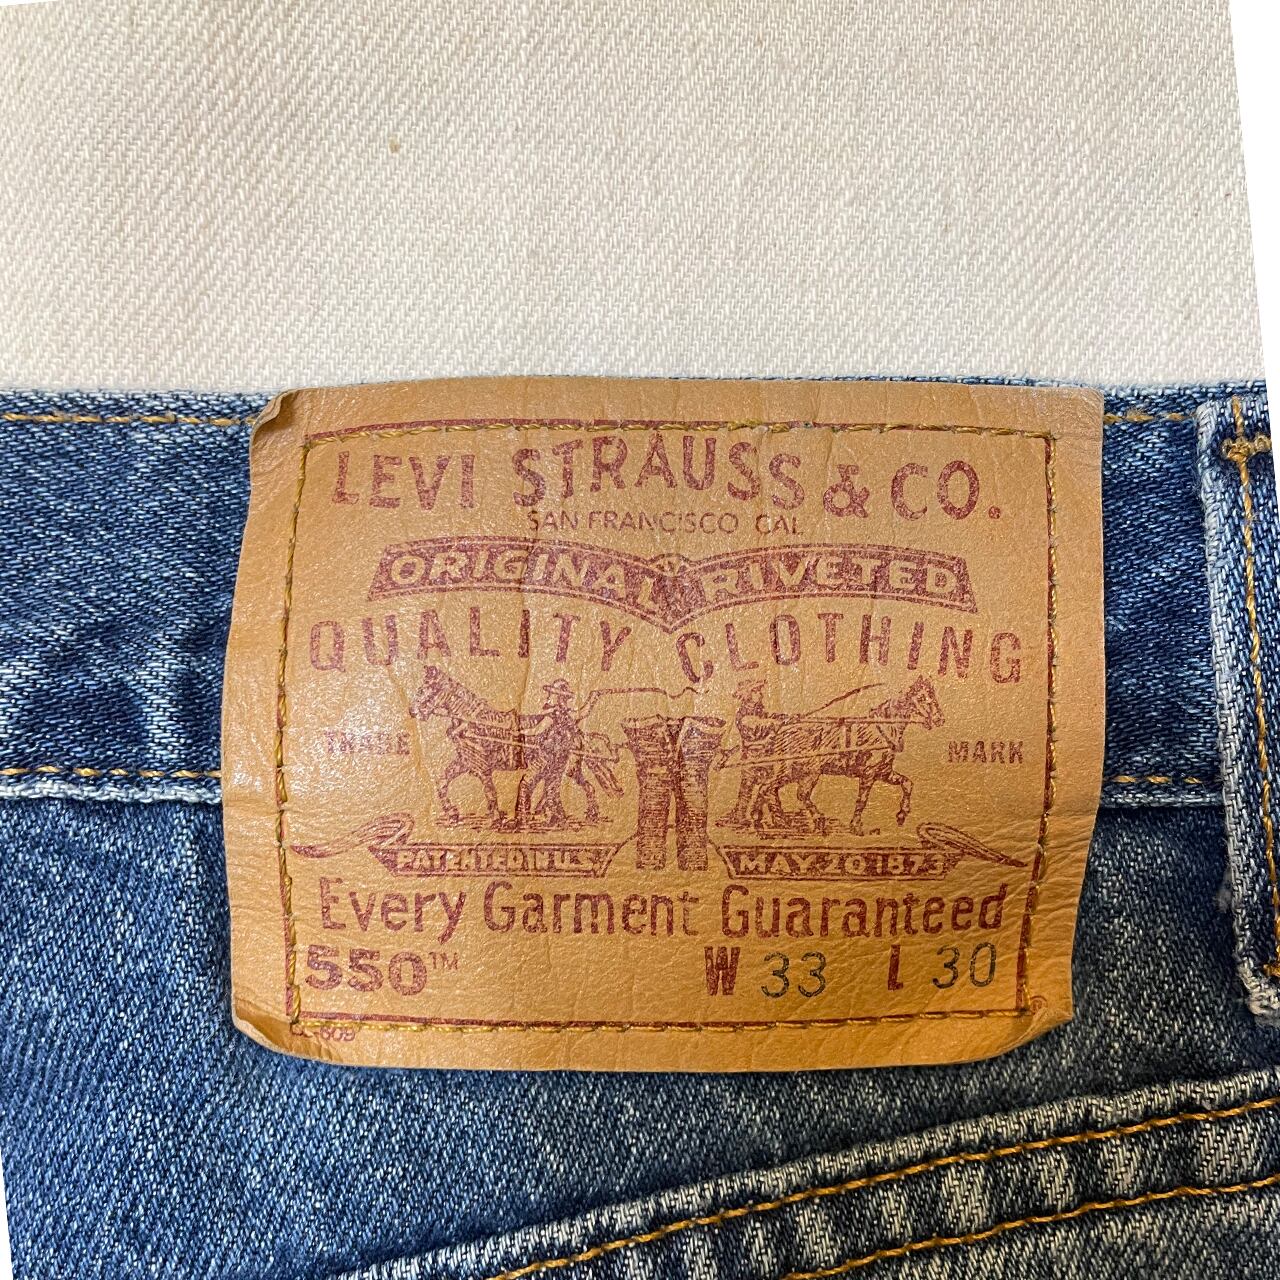 LEVI STRAUSS & CO.
SAN FRANCISCO CAL
ORIGINAL RIVETED
QUALITY CLOTHING
TRADE MARK
PATENTED IN U.S. MAY 20 1873
Every Garment Guaranteed
550™ W 33 L 30
®